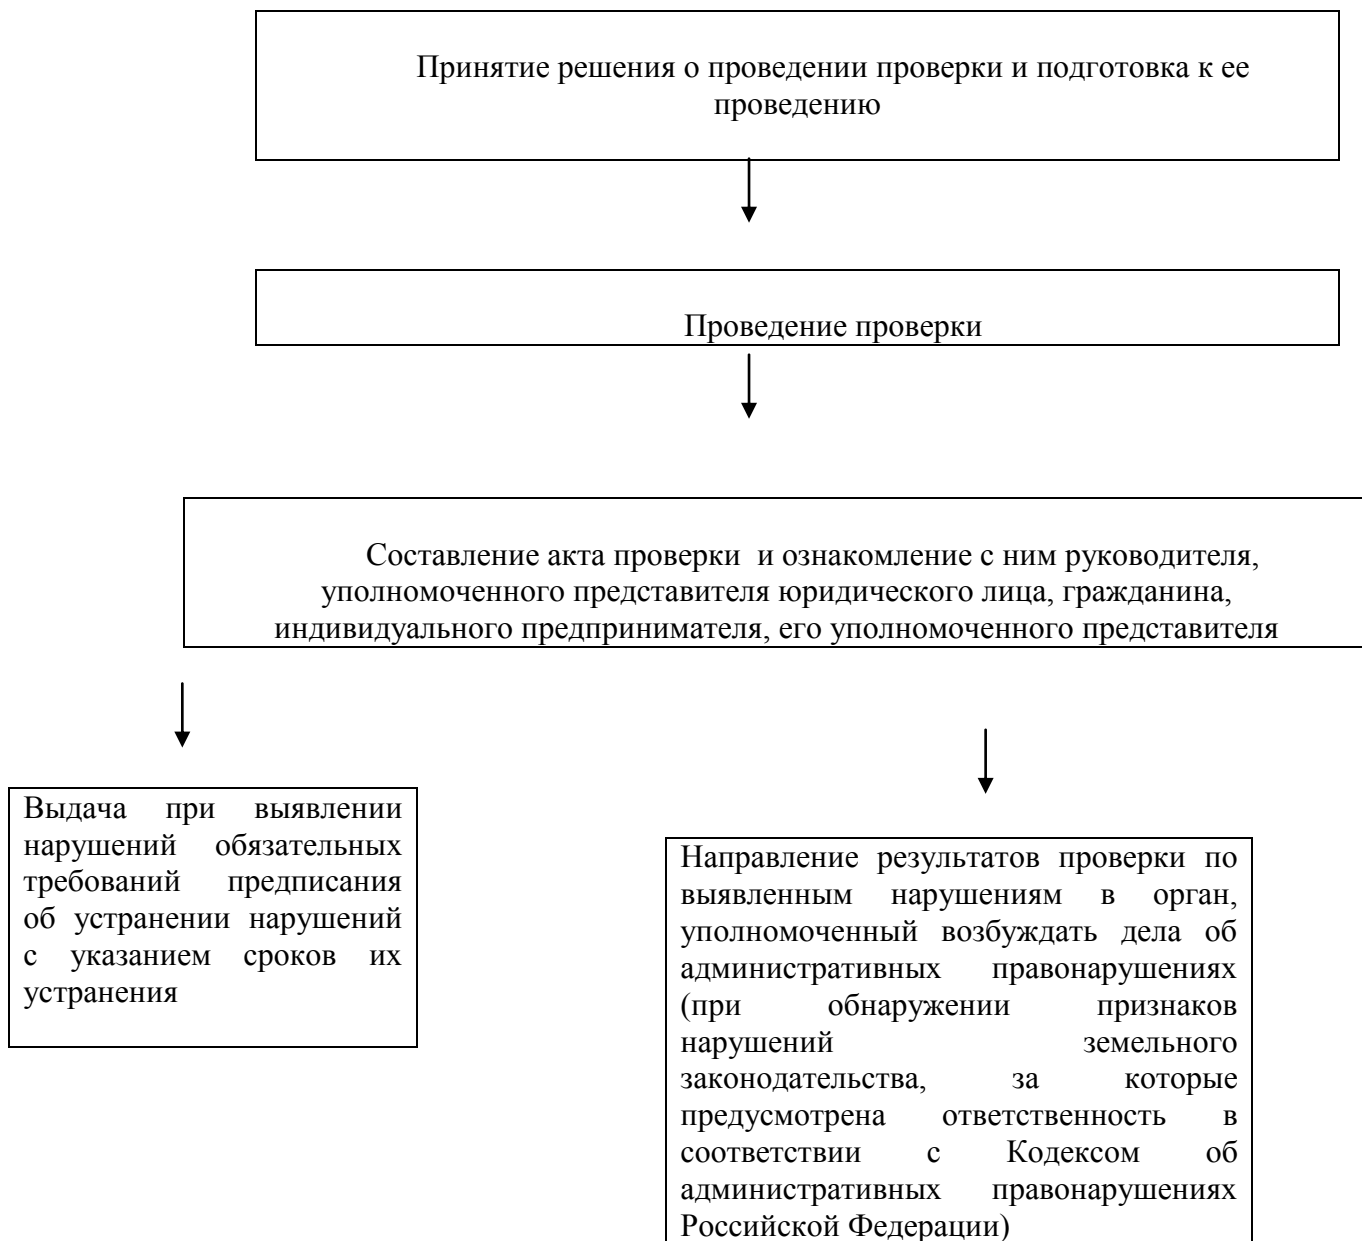 Принятие решения о проведении проверки и подготовка к ее
проведению
Проведение проверки
Составление акта проверки  и ознакомление с ним руководителя,
уполномоченного представителя юридического лица, гражданина,
индивидуального предпринимателя, его уполномоченного представителя
Выдача при выявлении
нарушений обязательных
требований предписания
об устранении нарушений
с указанием сроков их
устранения
Направление результатов проверки по
выявленным нарушениям в орган,
уполномоченный возбуждать дела об
административных правонарушениях
(при обнаружении признаков
нарушений земельного
законодательства, за которые
предусмотрена ответственность в
соответствии с Кодексом об
административных правонарушениях
Российской Федерации)